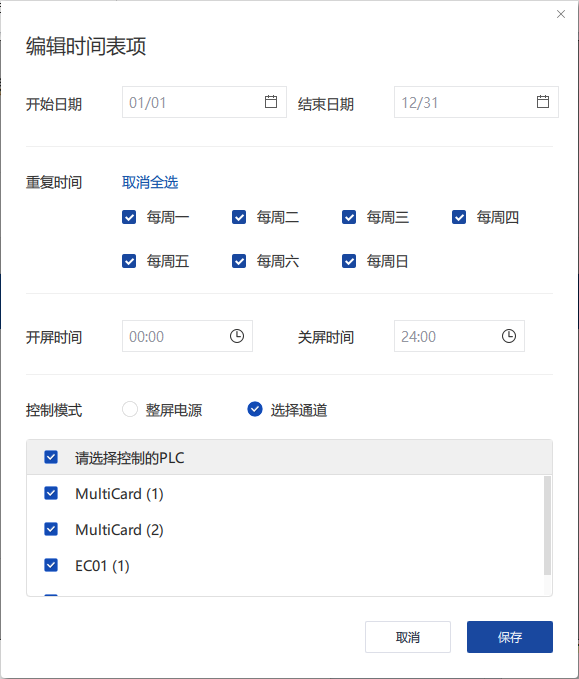 编辑时间表项
开始日期 01/01 结束日期 12/31
重复时间 取消全选
每周一 每周二 每周三 每周四
每周五 每周六 每周日
开屏时间 00:00 关屏时间 24:00
控制模式 整屏电源 选择通道
请选择控制的PLC
MultiCard (1)
MultiCard (2)
EC01 (1)
取消 保存